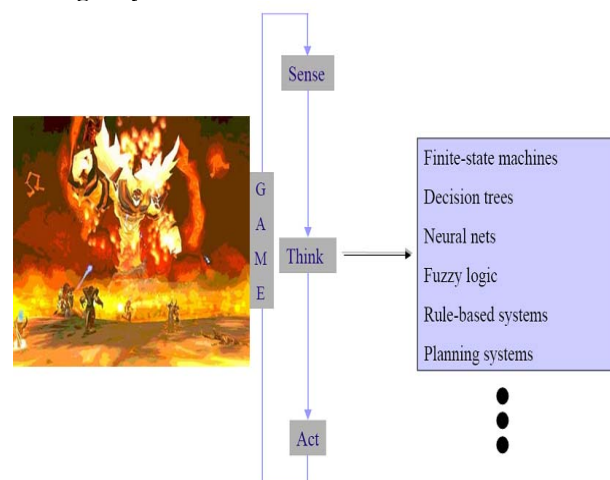 Sense
G
A
M
E
Think
Act
Finite-state machines
Decision trees
Neural nets
Fuzzy logic
Rule-based systems
Planning systems